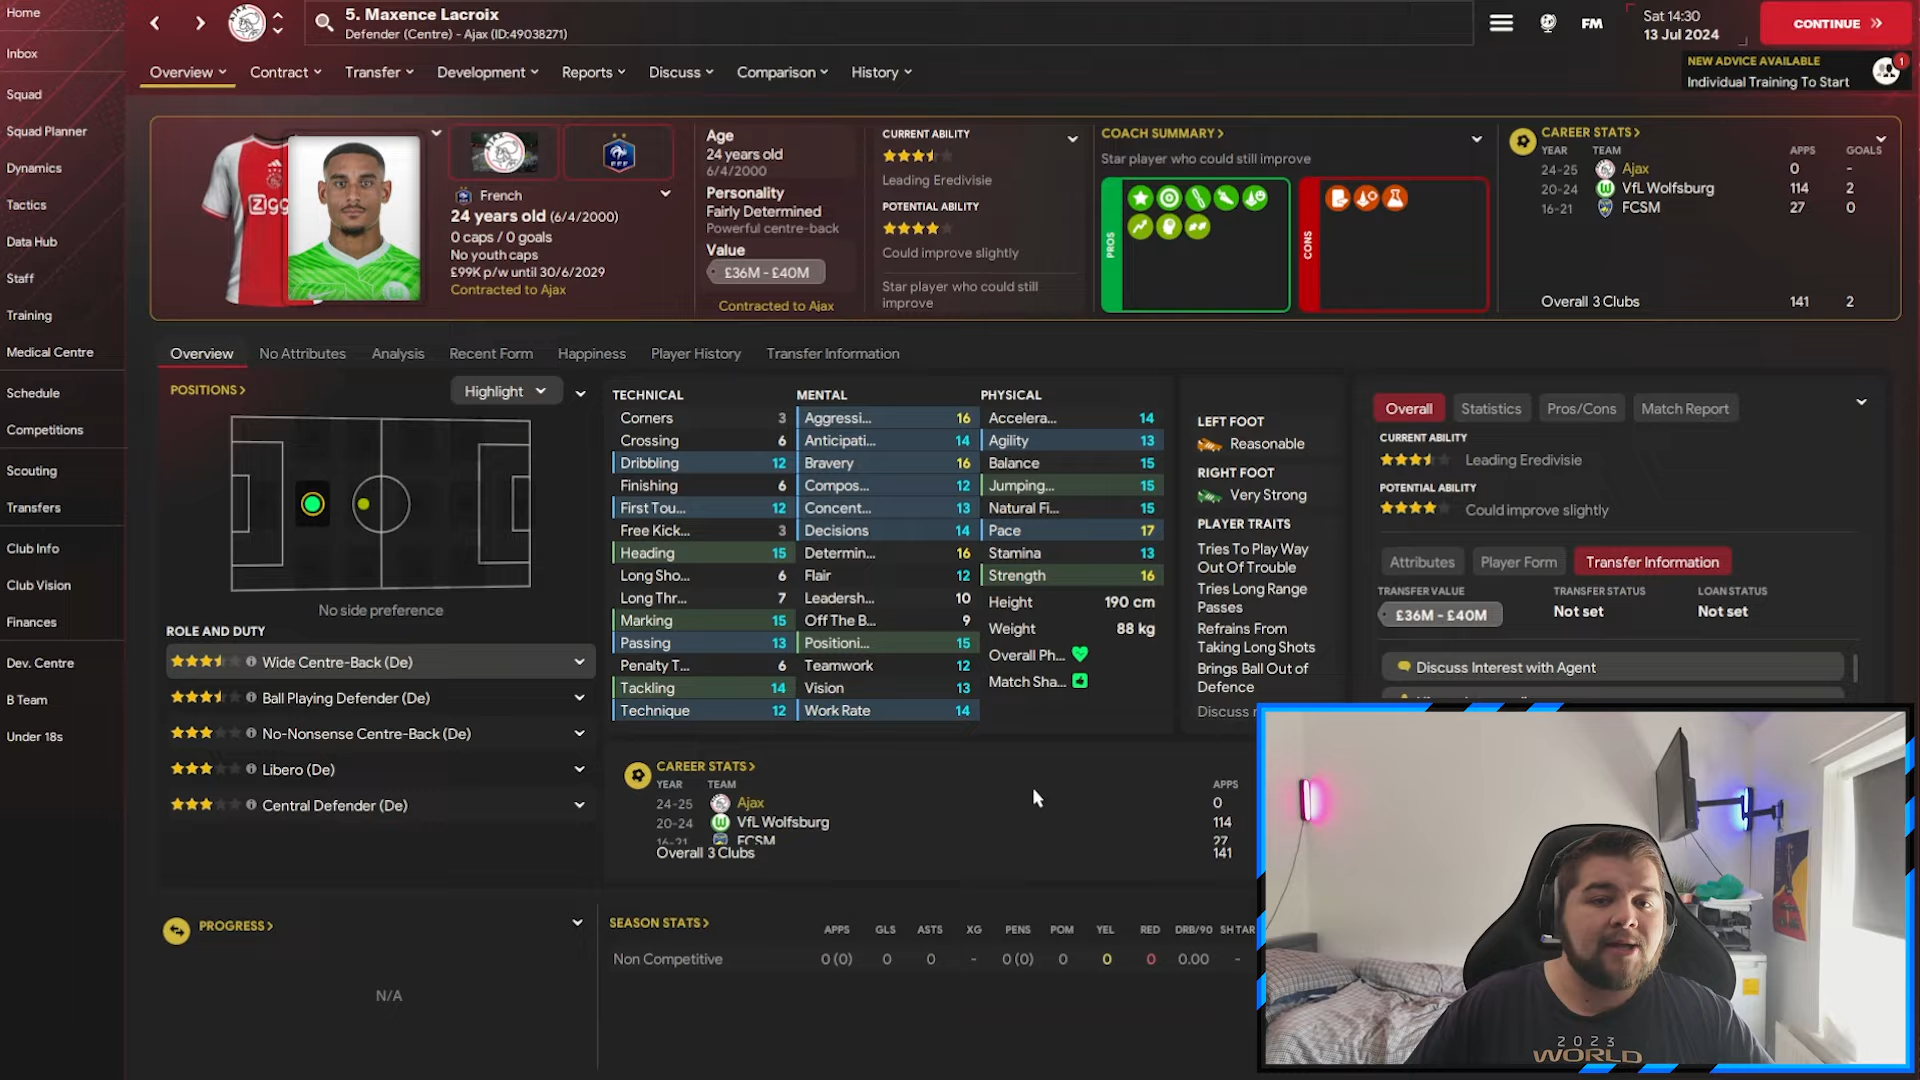 Home
Inbox
Squad
Squad Planner
Dynamics
Tactics
Data Hub
Staff
Training
Medical Centre
Schedule
Competitions
Scouting
Transfers
Club Info
Club Vision
Finances
Dev. Centre
B Team
Under 18s
5. Maxence Lacroix
Defender (Centre) - Ajax (ID:49038271)
FM
Sat 14:30
13 Jul 2024
CONTINUE
Overview
Contract
Transfer
Development
Reports
Discuss
Comparison
History
NEW ADVICE AVAILABLE
Individual Training To Start
1
French
24 years old (6/4/2000)
0 caps / 0 goals
No youth caps
£99K p/w until 30/6/2029
Contracted to Ajax
Age
24 years old
6/4/2000
Personality
Fairly Determined
Powerful centre-back
Value
£36M - £40M
Contracted to Ajax
CURRENT ABILITY
Leading Eredivisie
POTENTIAL ABILITY
Could improve slightly
Star player who could still
improve
COACH SUMMARY >
Star player who could still improve
PROS
CONS
CAREER STATS >
YEAR TEAM APPS GOALS
24-25 Ajax 0 -
20-24 VfL Wolfsburg 114 2
16-21 FCSM 27 0
Overall 3 Clubs 141 2
Overview
No Attributes
Analysis
Recent Form
Happiness
Player History
Transfer Information
POSITIONS >
Highlight
No side preference
ROLE AND DUTY
Wide Centre-Back (De)
Ball Playing Defender (De)
No-Nonsense Centre-Back (De)
Libero (De)
Central Defender (De)
TECHNICAL
Corners 3
Crossing 6
Dribbling 12
Finishing 6
First Tou... 12
Free Kick... 3
Heading 15
Long Sho... 6
Long Thr... 7
Marking 15
Passing 13
Penalty T... 6
Tackling 14
Technique 12
MENTAL
Aggressi... 16
Anticipati... 14
Bravery 16
Compos... 12
Concent... 13
Decisions 14
Determin... 16
Flair 12
Leadersh... 10
Off The B... 9
Positioni... 15
Teamwork 12
Vision 13
Work Rate 14
PHYSICAL
Accelera... 14
Agility 13
Balance 15
Jumping... 15
Natural Fi... 15
Pace 17
Stamina 13
Strength 16
Height 190 cm
Weight 88 kg
Overall Ph...
Match Sha...
LEFT FOOT
Reasonable
RIGHT FOOT
Very Strong
PLAYER TRAITS
Tries To Play Way
Out Of Trouble
Tries Long Range
Passes
Refrains From
Taking Long Shots
Brings Ball Out of
Defence
Discuss
Overall
Statistics
Pros/Cons
Match Report
CURRENT ABILITY
Leading Eredivisie
POTENTIAL ABILITY
Could improve slightly
Attributes
Player Form
Transfer Information
TRANSFER VALUE
£36M - £40M
TRANSFER STATUS
Not set
LOAN STATUS
Not set
Discuss Interest with Agent
CAREER STATS >
YEAR TEAM APPS
24-25 Ajax 0
20-24 VfL Wolfsburg 114
16-21 FCSM 27
Overall 3 Clubs 141
PROGRESS >
N/A
SEASON STATS >
APPS GLS ASTS XG PENS POM YEL RED DRB/90 SH TAR
Non Competitive 0 (0) 0 0 - 0 (0) 0 0 0 0.00 -
2023
WORLD